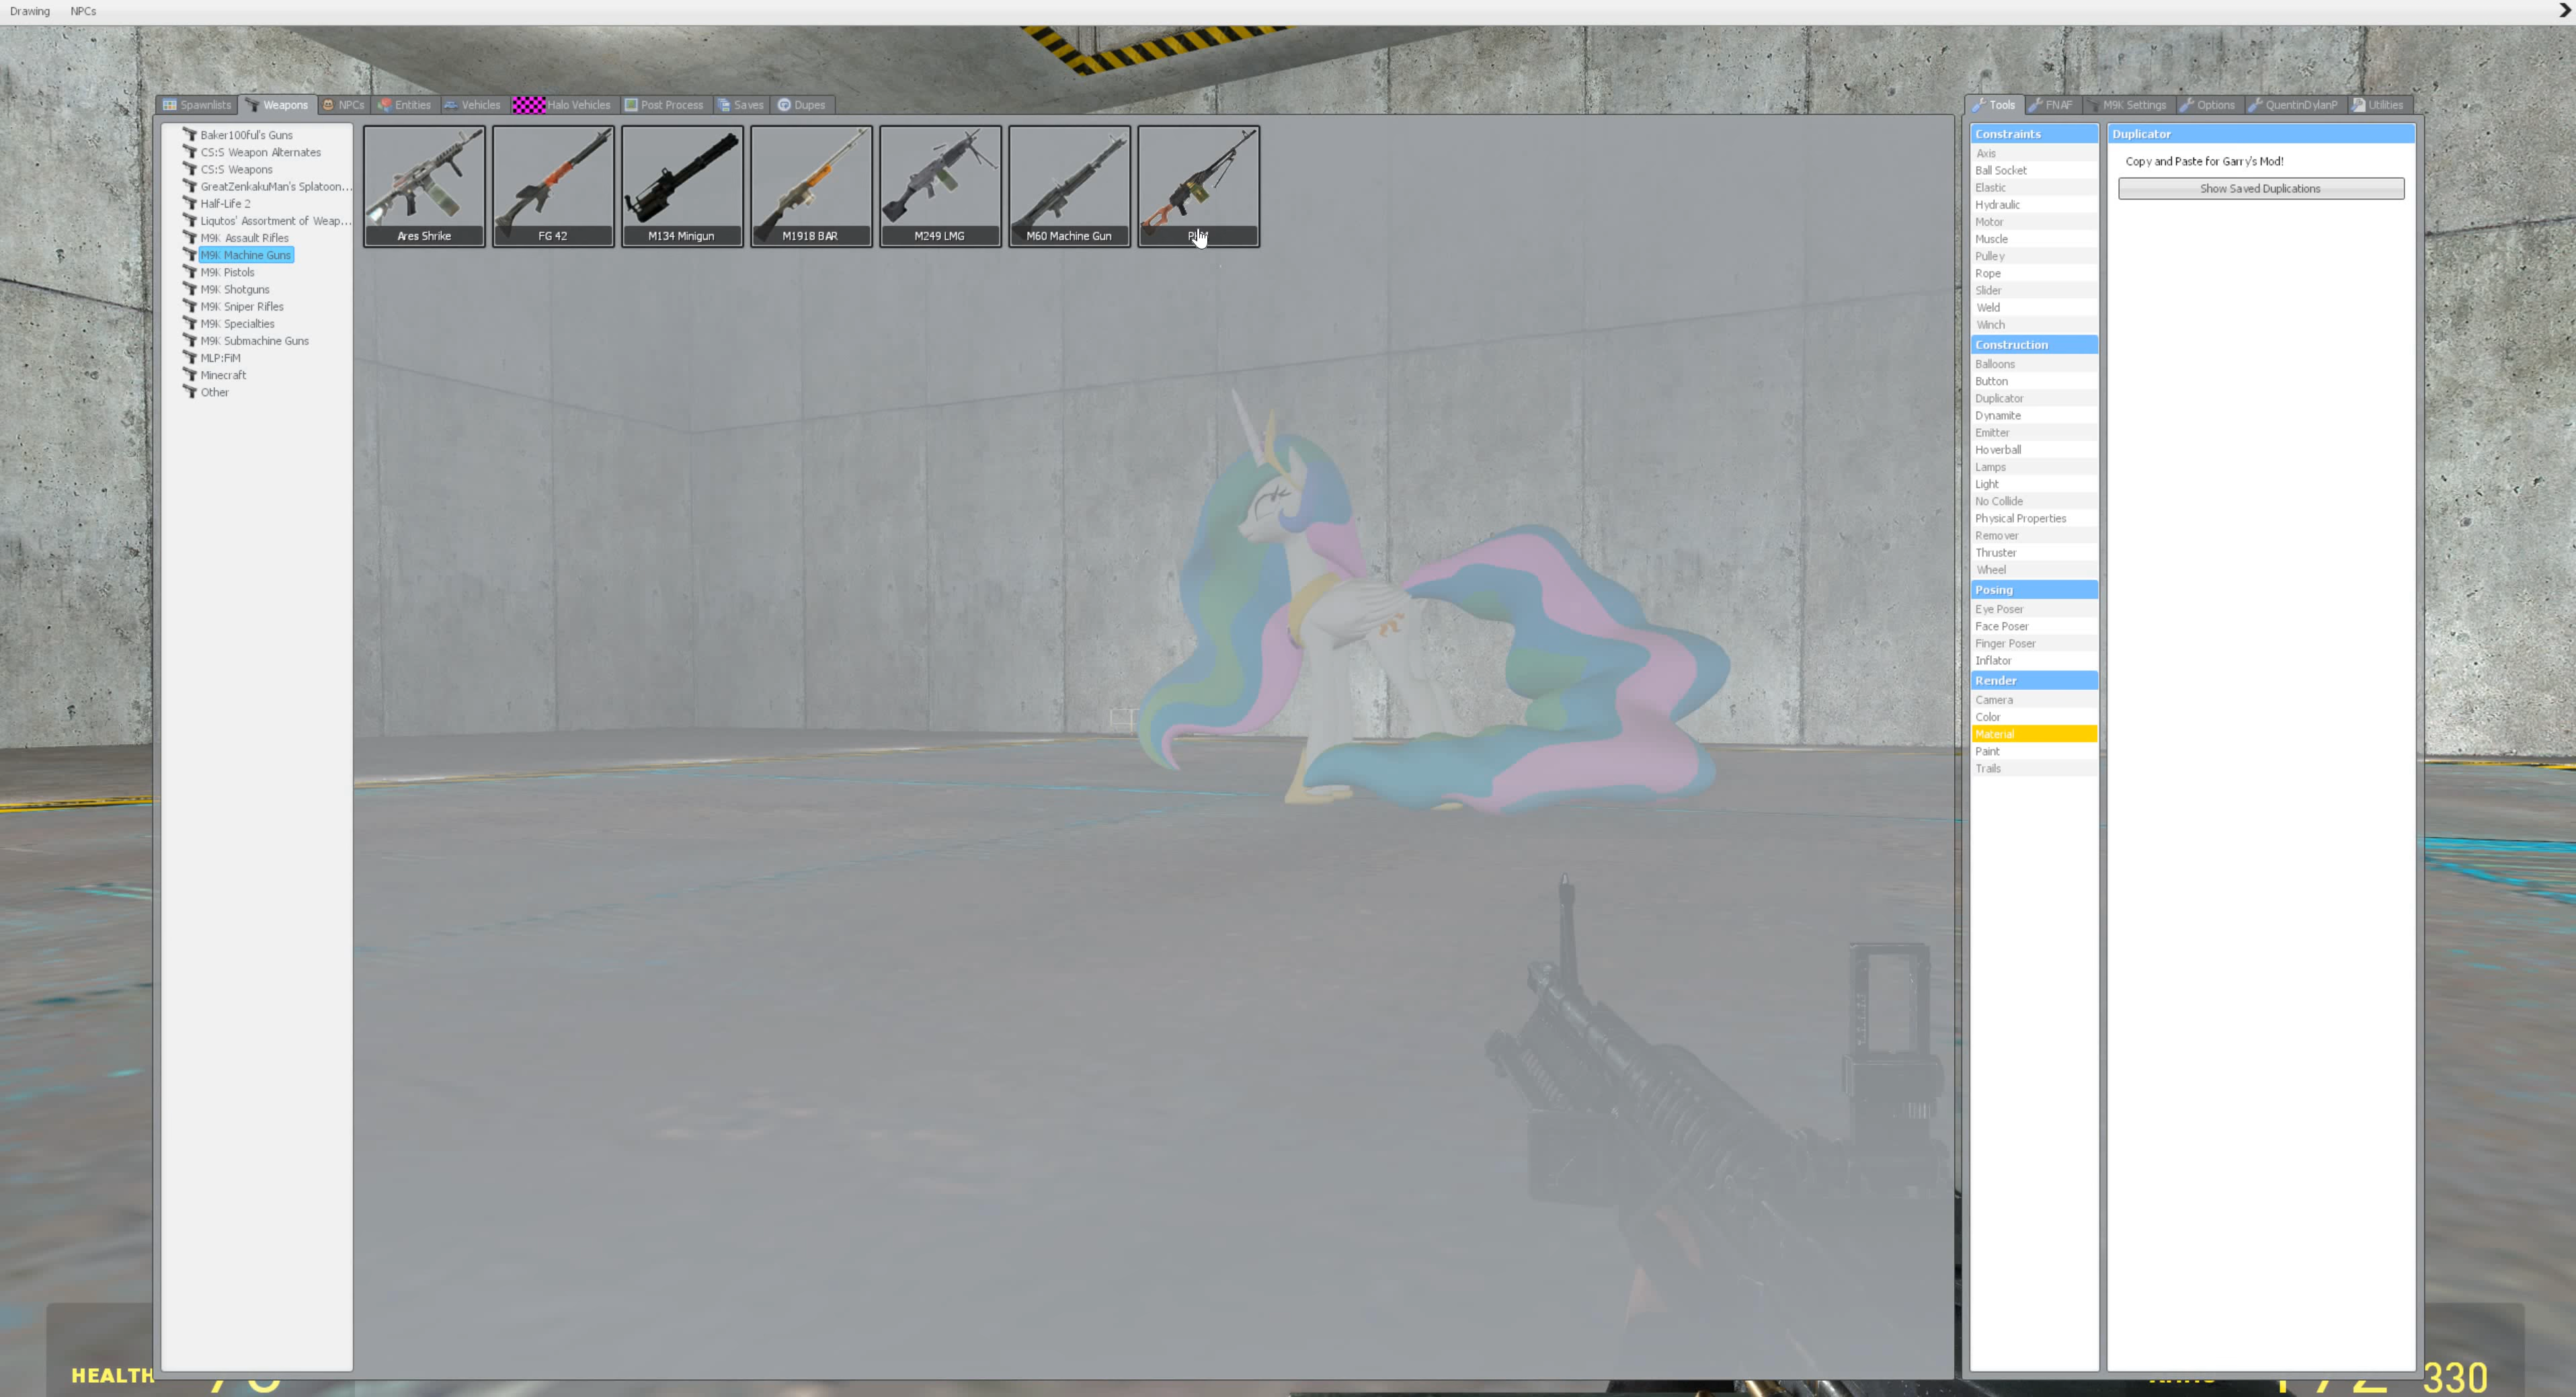 Drawing NPCs
Spawnlists Weapons NPCs Entities Vehicles Halo Vehicles Post Process Saves Dupes
Baker100ful's Guns
CS:S Weapon Alternates
CS:S Weapons
GreatZenkakuMan's Splatoon...
Half-Life 2
Liqutos' Assortment of Weap...
M9K Assault Rifles
M9K Machine Guns
M9K Pistols
M9K Shotguns
M9K Sniper Rifles
M9K Specialties
M9K Submachine Guns
MLP:FiM
Minecraft
Other
Ares Shrike FG 42 M134 Minigun M1918 BAR M249 LMG M60 Machine Gun
Tools FNAF M9K Settings Options QuentinDylanP Utilities
Constraints
Axis
Ball Socket
Elastic
Hydraulic
Motor
Muscle
Pulley
Rope
Slider
Weld
Winch
Construction
Balloons
Button
Duplicator
Dynamite
Emitter
Hoverball
Lamps
Light
No Collide
Physical Properties
Remover
Thruster
Wheel
Posing
Eye Poser
Face Poser
Finger Poser
Inflator
Render
Camera
Color
Material
Paint
Trails
Duplicator
Copy and Paste for Garry's Mod!
Show Saved Duplications
HEALTH
330